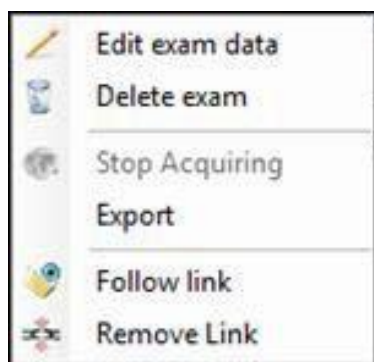 Edit exam data
Delete exam
Stop Acquiring
Export
Follow link
Remove Link